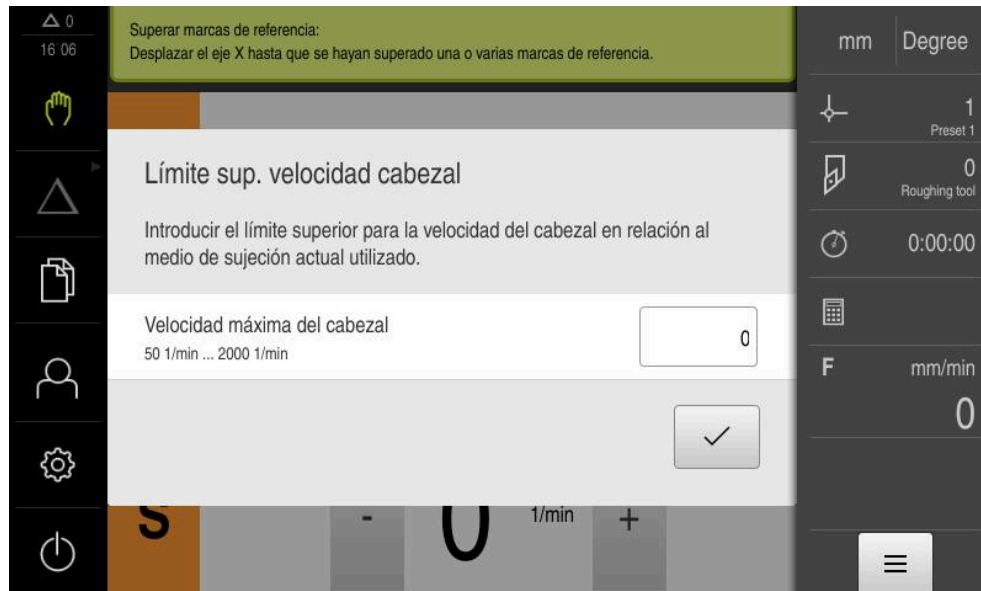 0
16 06
Superar marcas de referencia:
Desplazar el eje X hasta que se hayan superado una o varias marcas de referencia.
mm Degree
1
Preset 1
0
Roughing tool
0:00:00
F mm/min
0
Límite sup. velocidad cabezal
Introducir el límite superior para la velocidad del cabezal en relación al
medio de sujeción actual utilizado.
Velocidad máxima del cabezal
50 1/min ... 2000 1/min
0
S - 0 1/min +